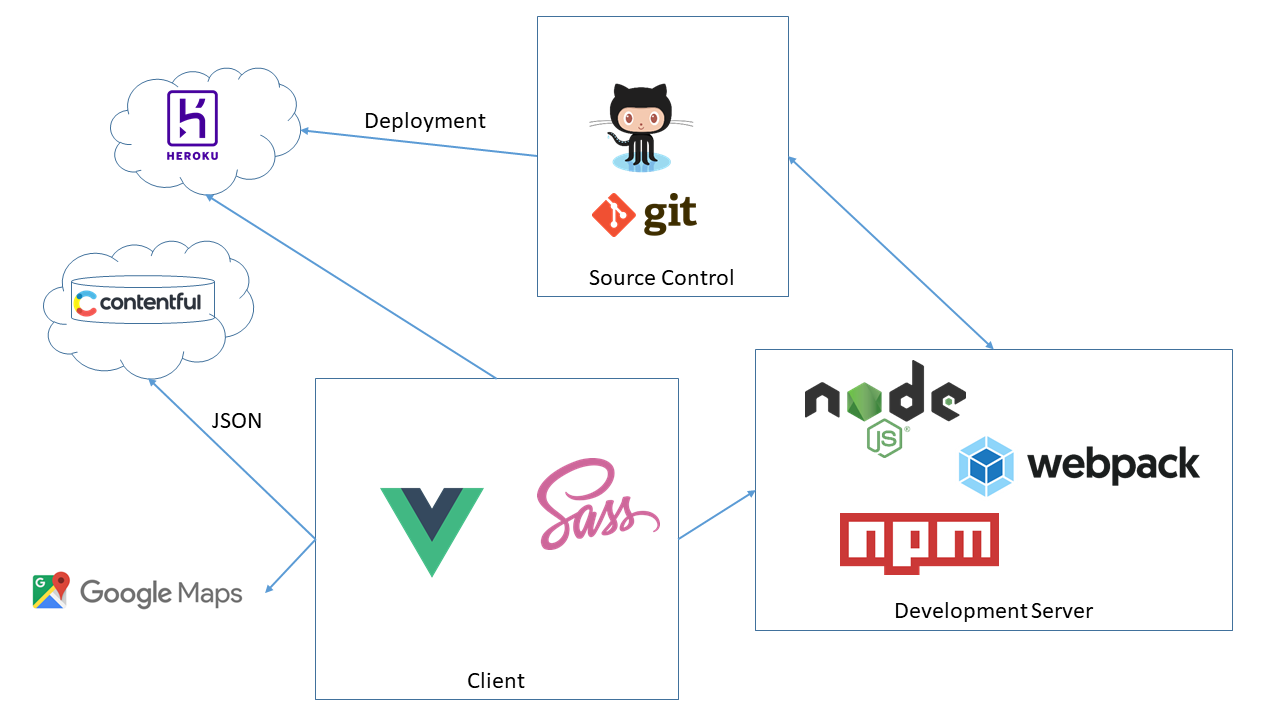 HEROKU
Deployment
git
Source Control
contentful
JSON
node
JS
®
webpack
Sass
npm
G
Google Maps
Development Server
Client